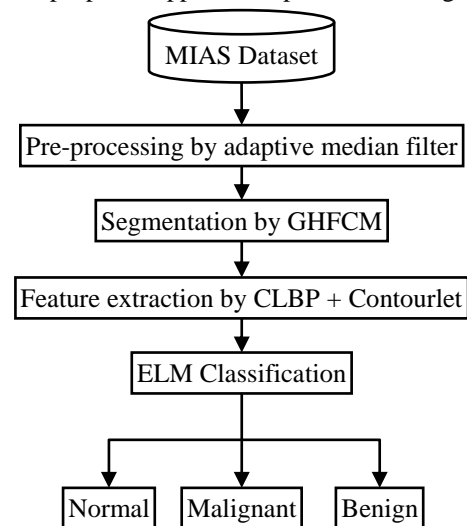 MIAS Dataset
Pre-processing by adaptive median filter
Segmentation by GHFCM
Feature extraction by CLBP + Contourlet
ELM Classification
Normal
Malignant
Benign